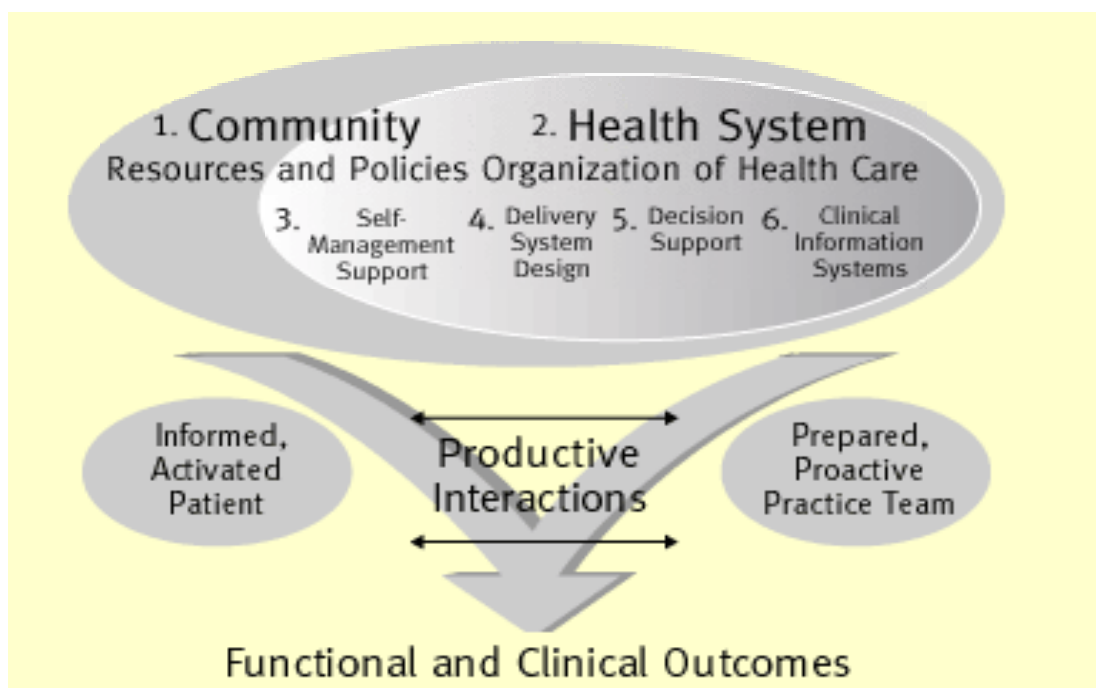 1. Community
2. Health System
Resources and Policies
Organization of Health Care
3. Self-
Management
Support
4. Delivery
System
Design
5. Decision
Support
6. Clinical
Information
Systems
Informed,
Activated
Patient
Productive
Interactions
Prepared,
Proactive
Practice Team
Functional and Clinical Outcomes